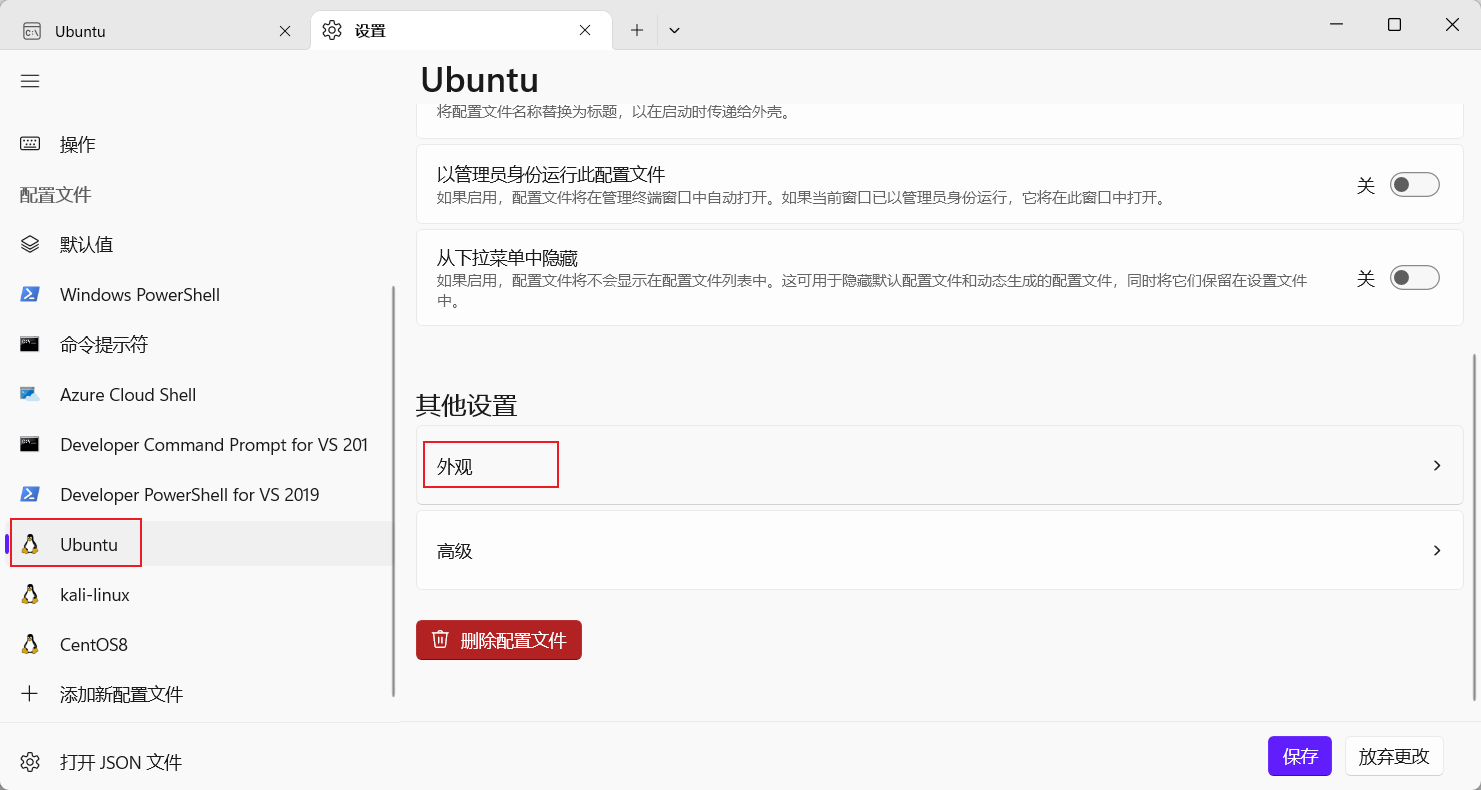 Ubuntu
设置
Ubuntu
将配置文件名称替换为标题，以在启动时传递给外壳。
操作
配置文件
默认值
Windows PowerShell
命令提示符
Azure Cloud Shell
Developer Command Prompt for VS 201
Developer PowerShell for VS 2019
Ubuntu
kali-linux
CentOS8
添加新配置文件
打开 JSON 文件
以管理员身份运行此配置文件
如果启用，配置文件将在管理终端窗口中自动打开。如果当前窗口已以管理员身份运行，它将在此窗口中打开。
关
从下拉菜单中隐藏
如果启用，配置文件将不会显示在配置文件列表中。这可用于隐藏默认配置文件和动态生成的配置文件，同时将它们保留在设置文件
中。
关
其他设置
外观
高级
删除配置文件
保存
放弃更改